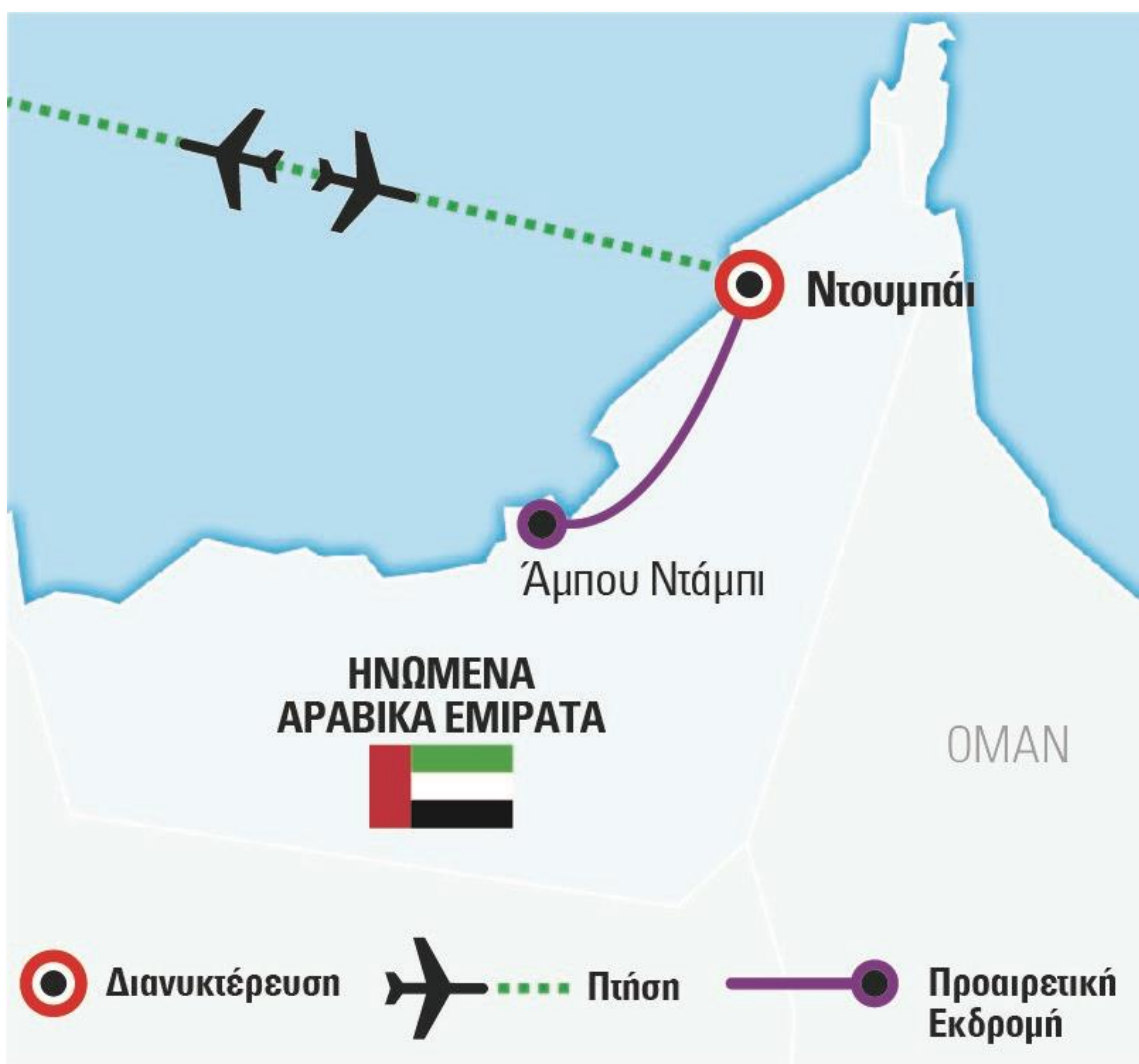 Ντουμπάι
Άμπου Ντάμπι
ΗΝΩΜΕΝΑ
ΑΡΑΒΙΚΑ ΕΜΙΡΑΤΑ
ΟΜΑΝ
Διανυκτέρευση
Πτήση
Προαιρετική
Εκδρομή